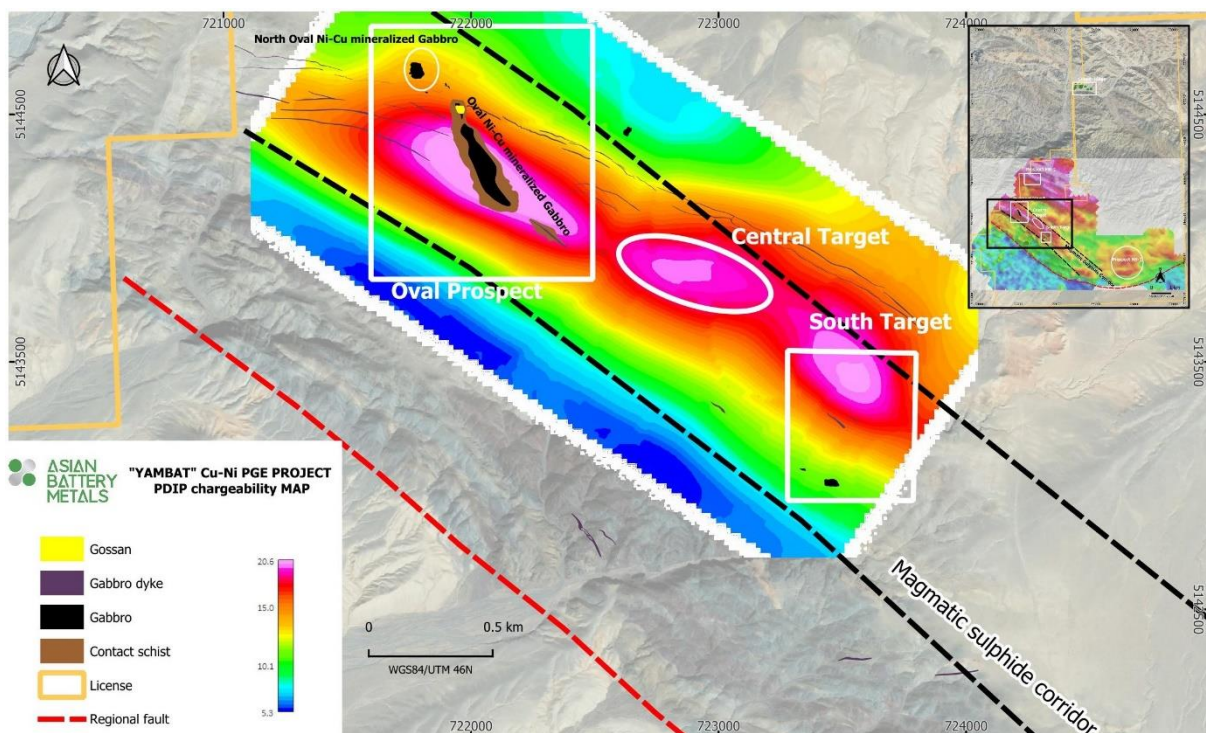 721000
722000
723000
724000
North Oval Ni-Cu mineralized Gabbro
5144500
5144500
Oval Ni-Cu mineralized Gabbro
Central Target
Oval Prospect
South Target
5143500
5143500
ASIAN
BATTERY
METALS
"YAMBAT" Cu-Ni PGE PROJECT
PDIP chargeability MAP
Gossan
Gabbro dyke
Gabbro
Contact schist
License
Regional fault
20.6
15.0
10.1
5.3
0 0.5 km
WGS84/UTM 46N
Magmatic sulphide corridor
722000
723000
724000